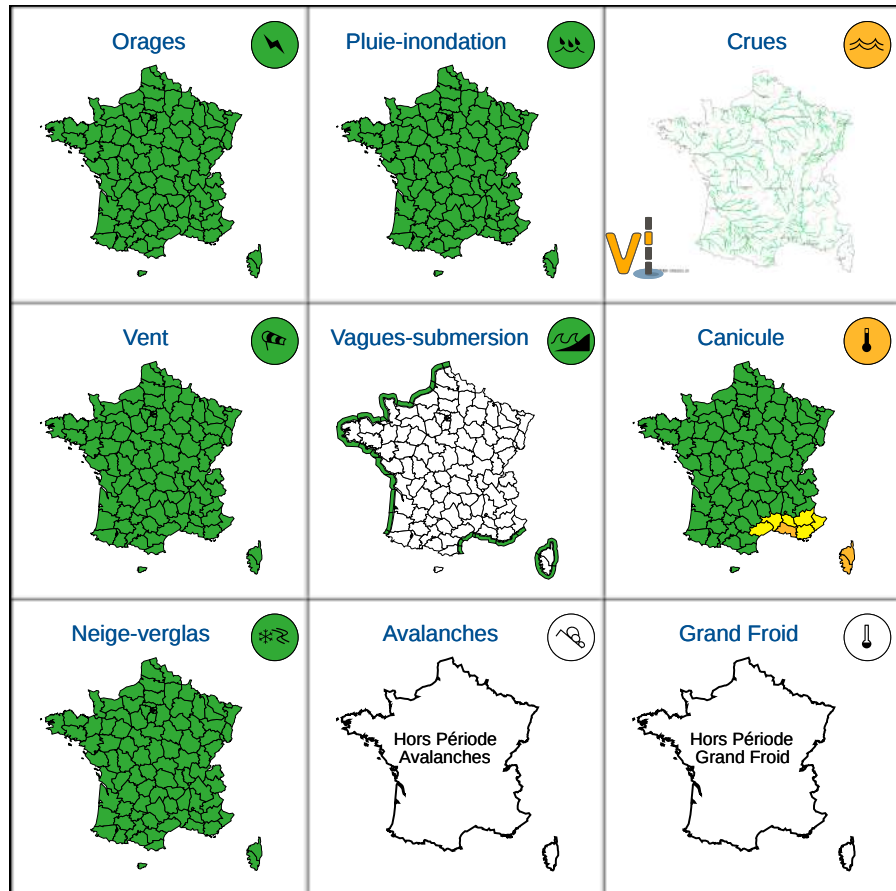 Orages
Pluie-inondation
Crues
Vi
Vent
Vagues-submersion
Canicule
Neige-verglas
Avalanches
Grand Froid
Hors Période
Avalanches
Hors Période
Grand Froid